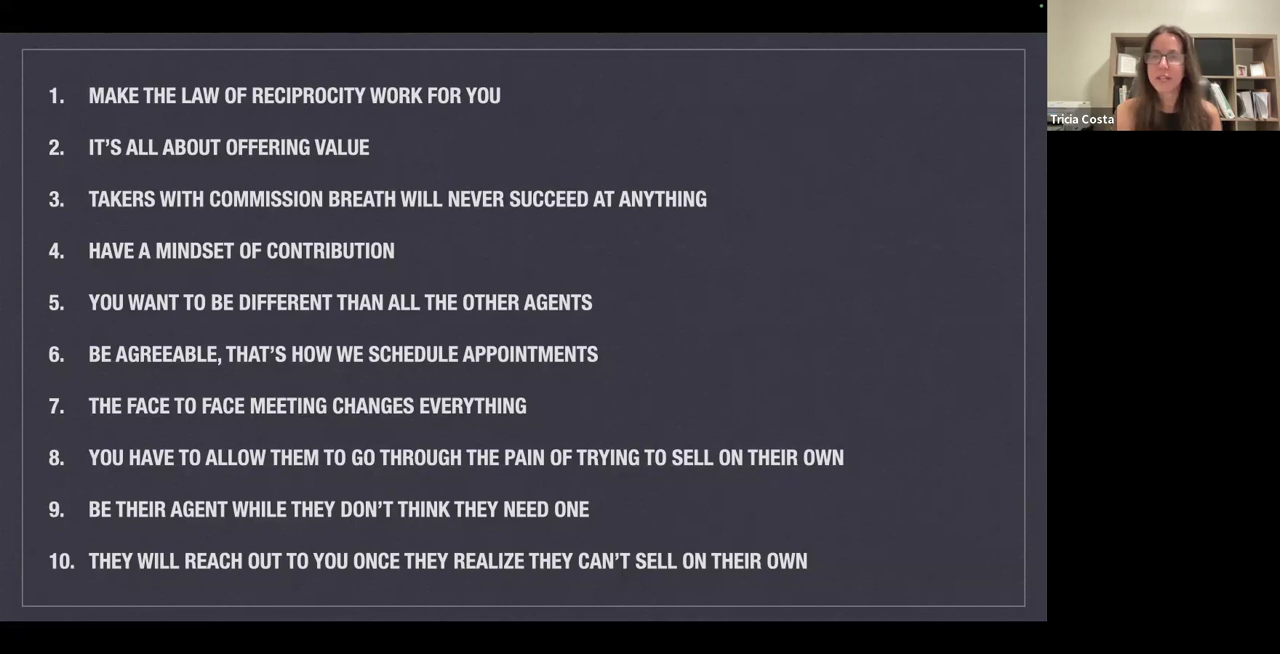 1. MAKE THE LAW OF RECIPROCITY WORK FOR YOU
2. IT'S ALL ABOUT OFFERING VALUE
3. TAKERS WITH COMMISSION BREATH WILL NEVER SUCCEED AT ANYTHING
4. HAVE A MINDSET OF CONTRIBUTION
5. YOU WANT TO BE DIFFERENT THAN ALL THE OTHER AGENTS
6. BE AGREEABLE, THAT'S HOW WE SCHEDULE APPOINTMENTS
7. THE FACE TO FACE MEETING CHANGES EVERYTHING
8. YOU HAVE TO ALLOW THEM TO GO THROUGH THE PAIN OF TRYING TO SELL ON THEIR OWN
9. BE THEIR AGENT WHILE THEY DON'T THINK THEY NEED ONE
10. THEY WILL REACH OUT TO YOU ONCE THEY REALIZE THEY CAN'T SELL ON THEIR OWN
Tricia Costa